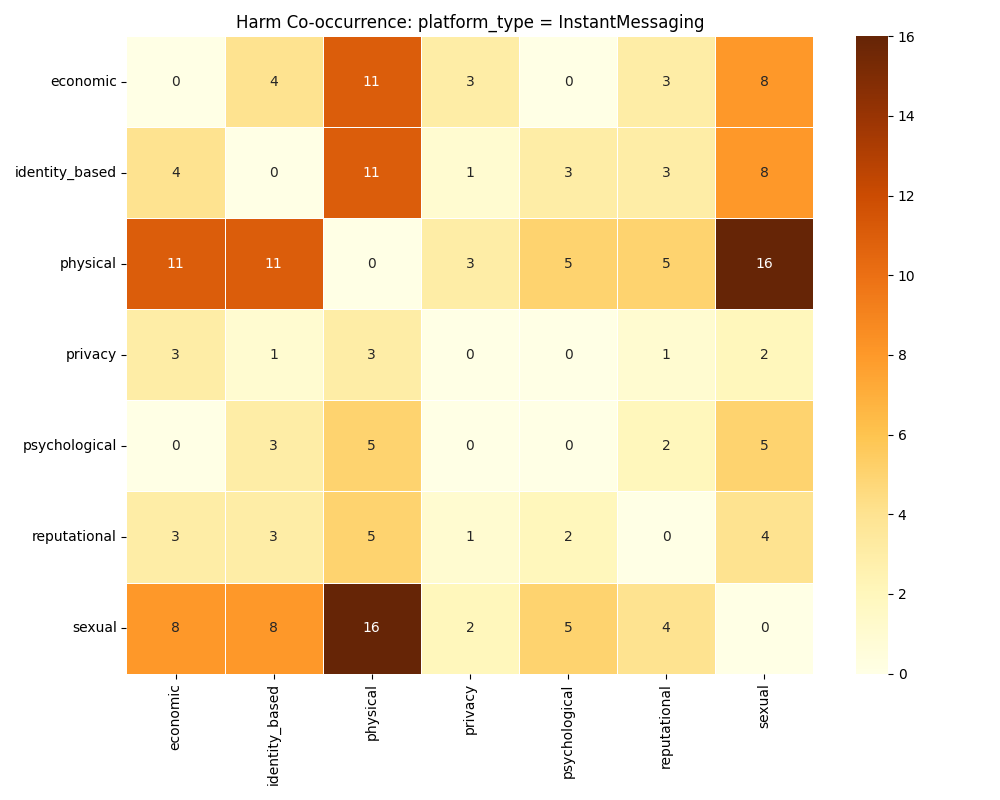 Harm Co-occurrence: platform_type = InstantMessaging
economic 0 4 11 3 0 3 8
identity_based 4 0 11 1 3 3 8
physical 11 11 0 3 5 5 16
privacy 3 1 3 0 0 1 2
psychological 0 3 5 0 0 2 5
reputational 3 3 5 1 2 0 4
sexual 8 8 16 2 5 4 0
economic identity_based physical privacy psychological reputational sexual
16
14
12
10
8
6
4
2
0